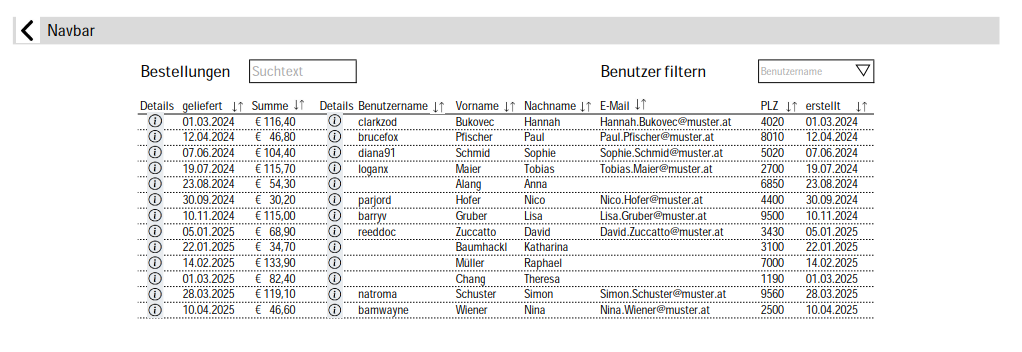 Navbar
Bestellungen Suchtext Benutzer filtern Benutzername
Details geliefert ↓↑ Summe ↓↑ Details Benutzername ↓↑ Vorname ↓↑ Nachname ↓↑ E-Mail ↓↑ PLZ ↓↑ erstellt ↓↑
i 01.03.2024 € 116,40 i clarkzod Bukovec Hannah Hannah.Bukovec@muster.at 4020 01.03.2024
i 12.04.2024 € 46,80 i brucefox Pfischer Paul Paul.Pfischer@muster.at 8010 12.04.2024
i 07.06.2024 € 104,40 i diana91 Schmid Sophie Sophie.Schmid@muster.at 5020 07.06.2024
i 19.07.2024 € 115,70 i loganx Maier Tobias Tobias.Maier@muster.at 2700 19.07.2024
i 23.08.2024 € 54,30 i Alang Anna 6850 23.08.2024
i 30.09.2024 € 30,20 i parjord Hofer Nico Nico.Hofer@muster.at 4400 30.09.2024
i 10.11.2024 € 115,00 i barryv Gruber Lisa Lisa.Gruber@muster.at 9500 10.11.2024
i 05.01.2025 € 68,90 i reeddoc Zuccatto David David.Zuccatto@muster.at 3430 05.01.2025
i 22.01.2025 € 34,70 i Baumhackl Katharina 3100 22.01.2025
i 14.02.2025 € 133,90 i Müller Raphael 7000 14.02.2025
i 01.03.2025 € 82,40 i Chang Theresa 1190 01.03.2025
i 28.03.2025 € 119,10 i natroma Schuster Simon Simon.Schuster@muster.at 9560 28.03.2025
i 10.04.2025 € 46,60 i bamwayne Wiener Nina Nina.Wiener@muster.at 2500 10.04.2025